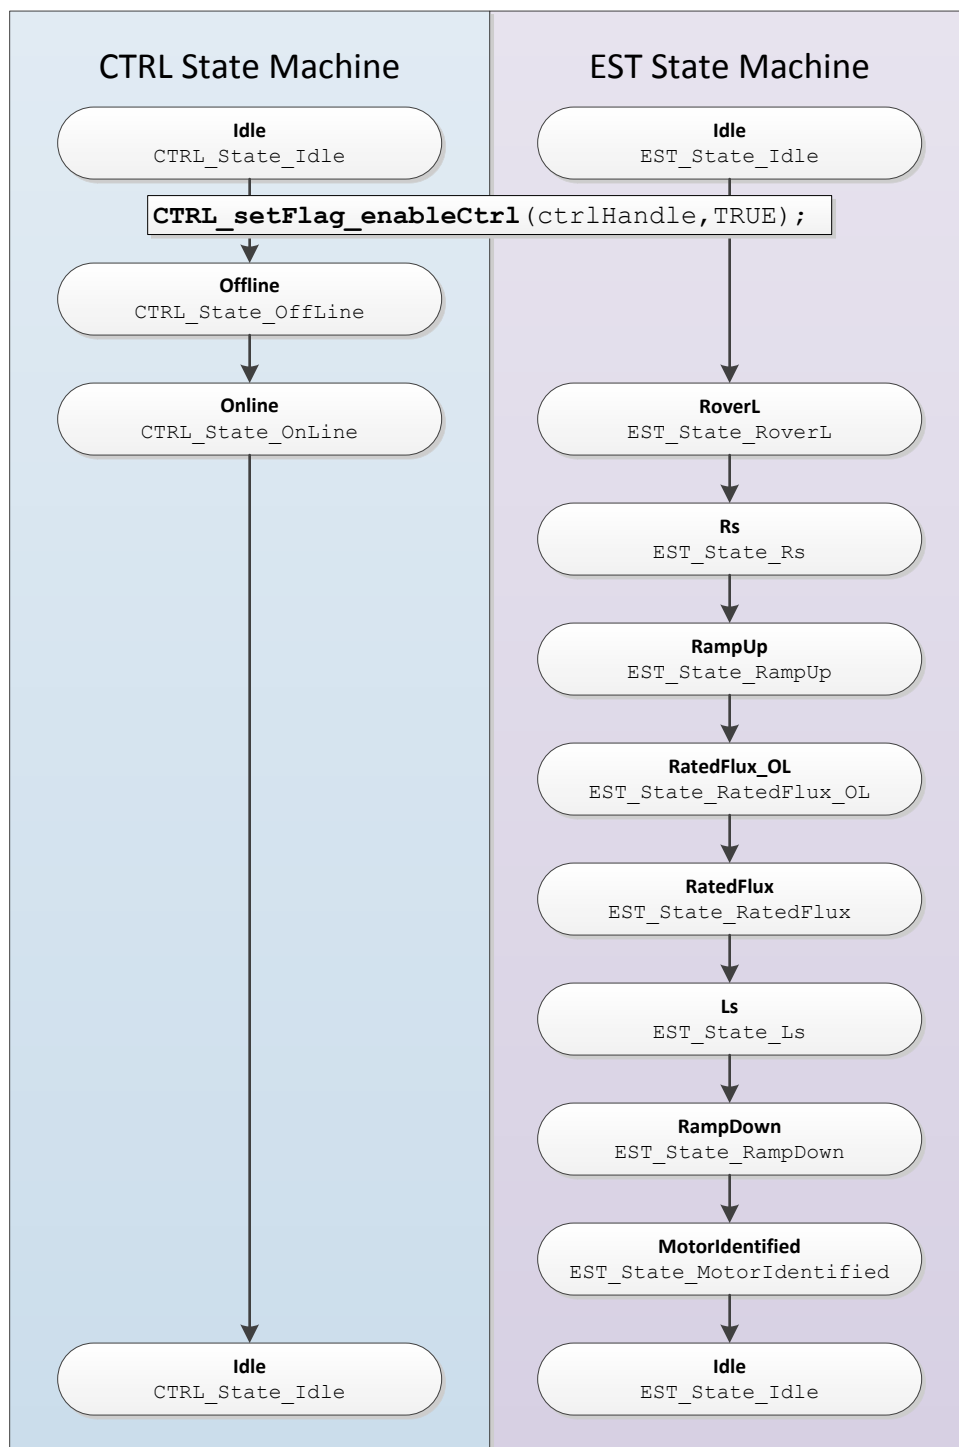 CTRL State Machine
EST State Machine
Idle
CTRL_State_Idle
Idle
EST_State_Idle
CTRL_setFlag_enableCtrl(ctrlHandle,TRUE);
Offline
CTRL_State_OffLine
Online
CTRL_State_OnLine
RoverL
EST_State_RoverL
Rs
EST_State_Rs
RampUp
EST_State_RampUp
RatedFlux_OL
EST_State_RatedFlux_OL
RatedFlux
EST_State_RatedFlux
Ls
EST_State_Ls
RampDown
EST_State_RampDown
MotorIdentified
EST_State_MotorIdentified
Idle
CTRL_State_Idle
Idle
EST_State_Idle